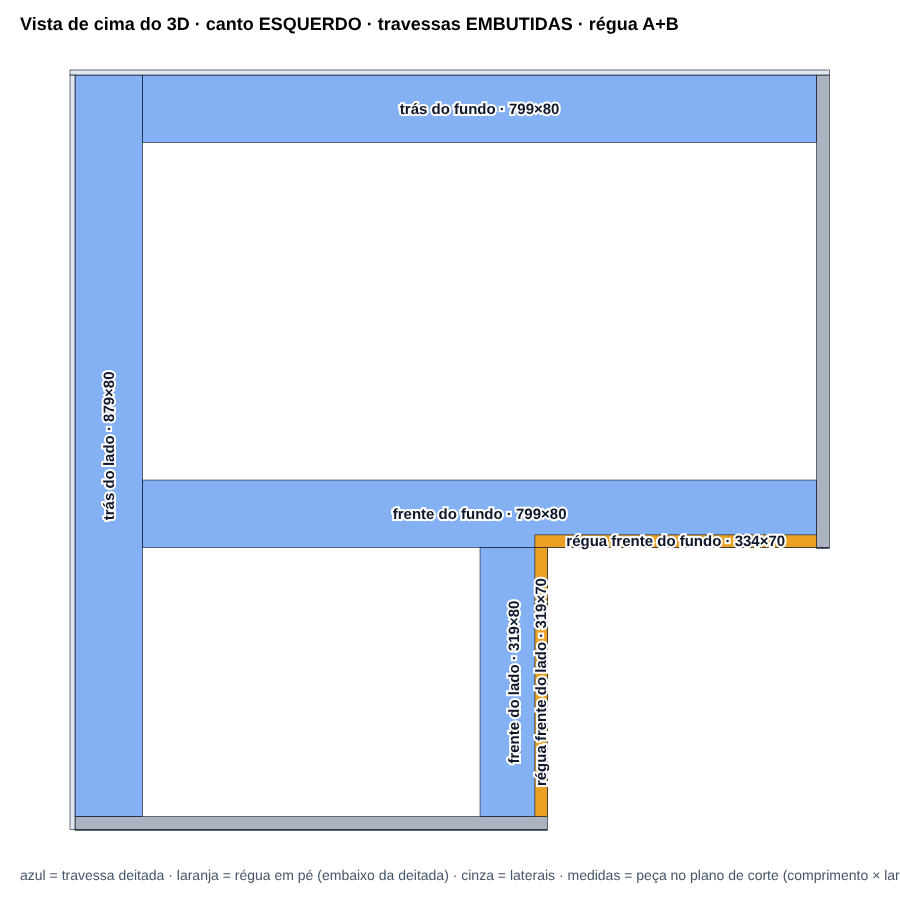 Vista de cima do 3D · canto ESQUERDO · travessas EMBUTIDAS · régua A+B
trás do fundo · 799×80
trás do lado · 879×80
frente do fundo · 799×80
régua frente do fundo · 334×70
frente do lado · 319×80
régua frente do lado · 319×70
azul = travessa deitada · laranja = régua em pé (embaixo da deitada) · cinza = laterais · medidas = peça no plano de corte (comprimento × lar